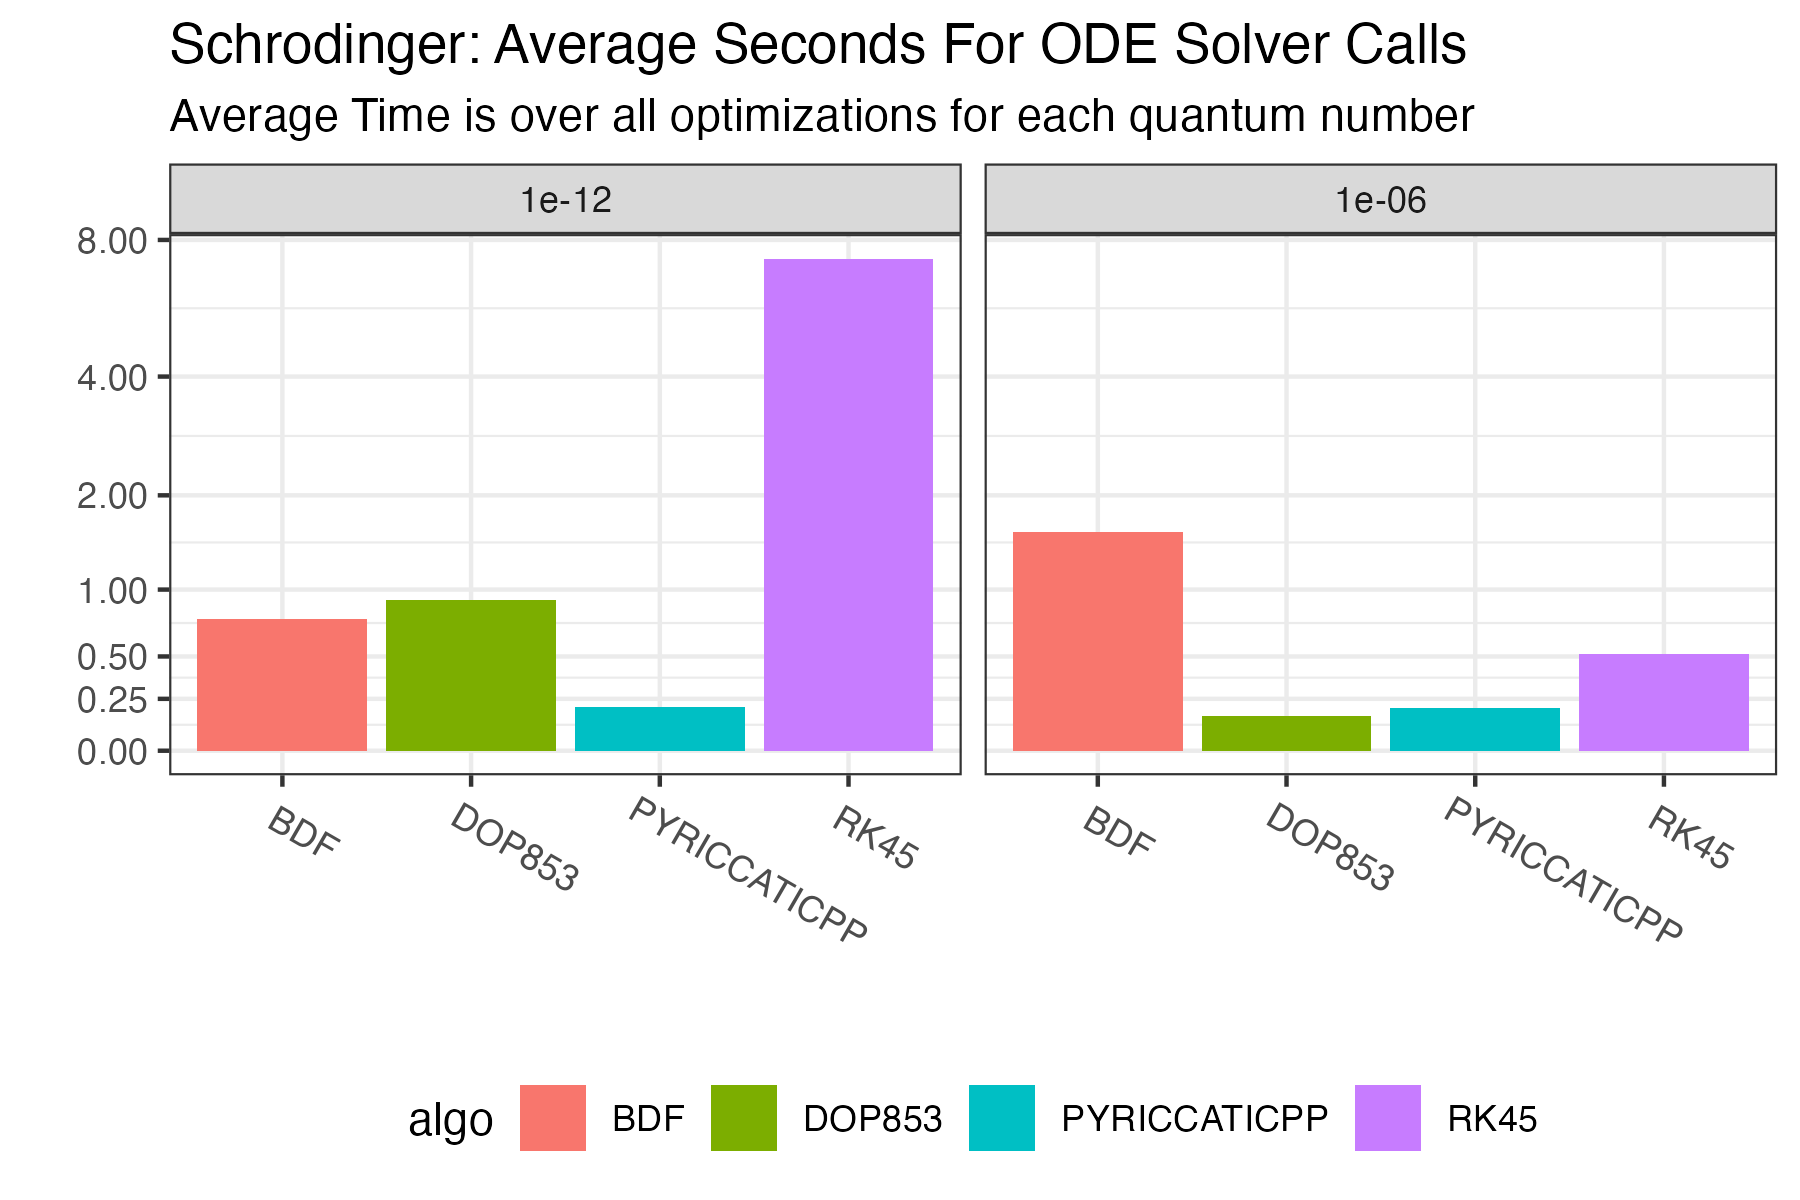 Schrodinger: Average Seconds For ODE Solver Calls
Average Time is over all optimizations for each quantum number
1e-12
1e-06
8.00
4.00
2.00
1.00
0.50
0.25
0.00
BDF
DOP853
PYRICCATICPP
RK45
BDF
DOP853
PYRICCATICPP
RK45
algo BDF DOP853 PYRICCATICPP RK45